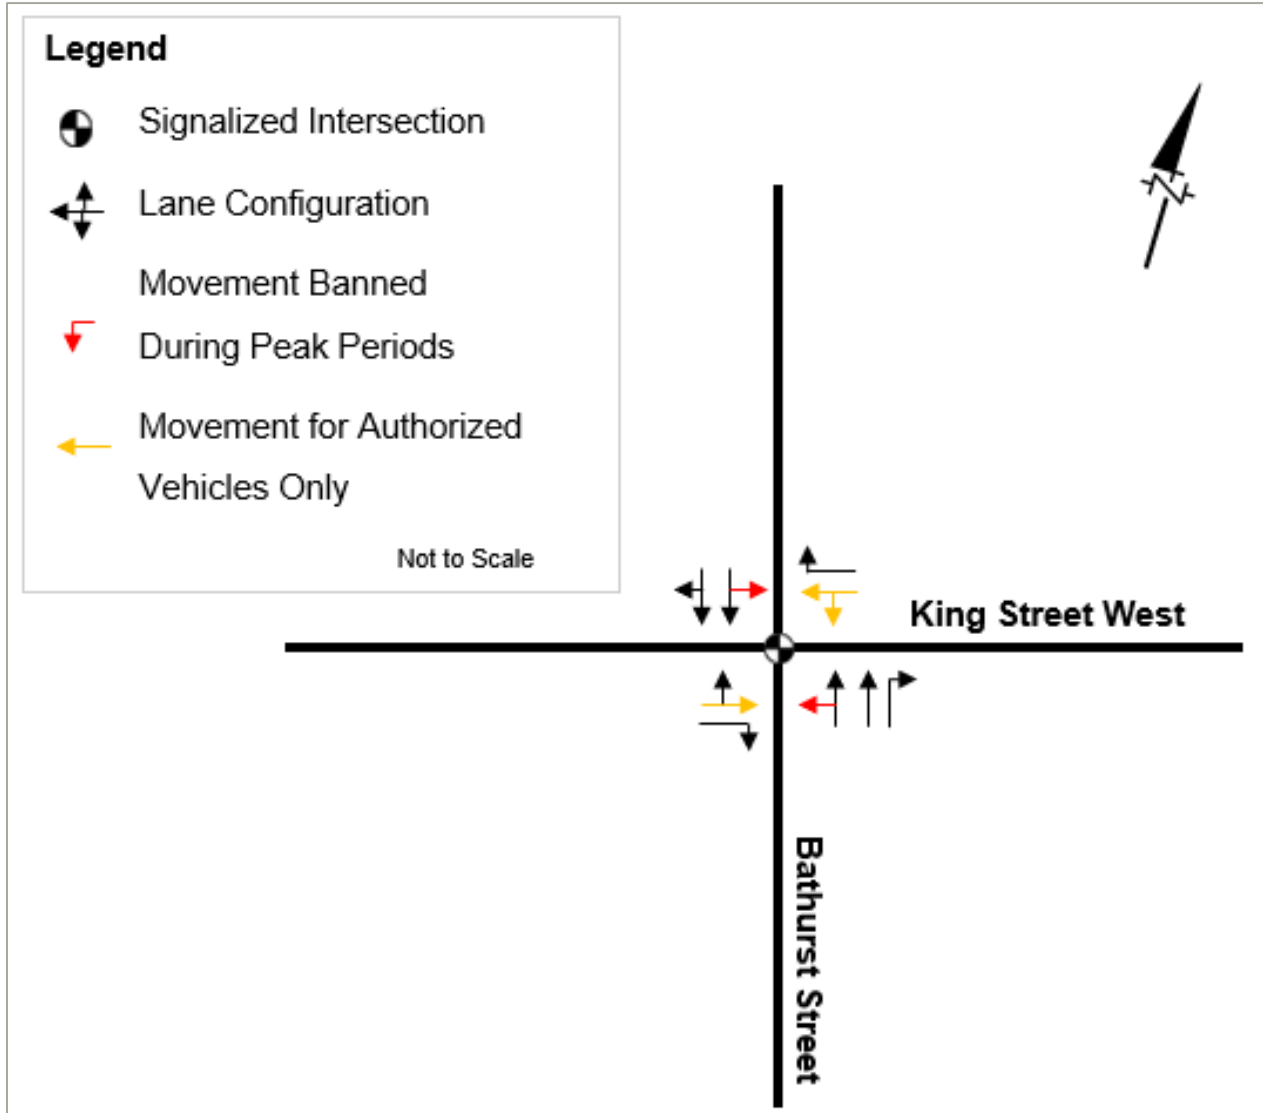 Legend
Signalized Intersection
Lane Configuration
Movement Banned
During Peak Periods
Movement for Authorized
Vehicles Only
Not to Scale
N
King Street West
Bathurst Street